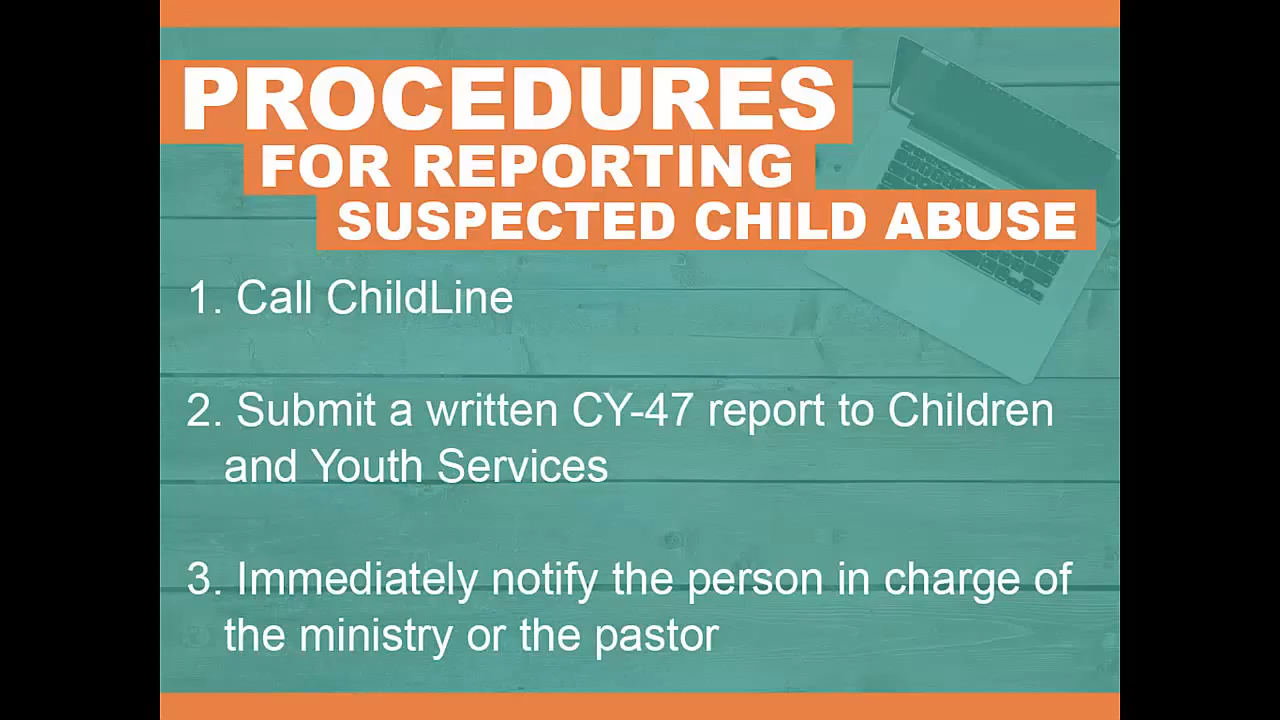 PROCEDURES
FOR REPORTING
SUSPECTED CHILD ABUSE
1. Call ChildLine
2. Submit a written CY-47 report to Children
and Youth Services
3. Immediately notify the person in charge of
the ministry or the pastor